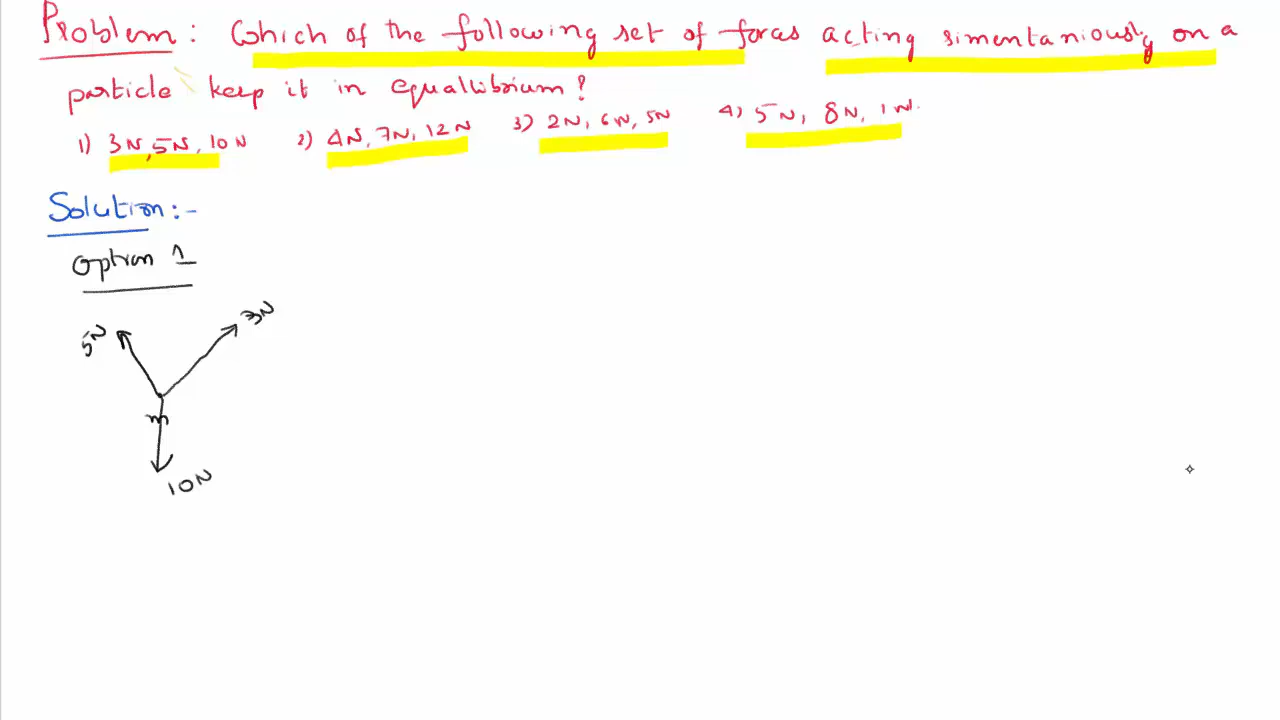 Problem : Which of the following set of forces acting simentaniously on a
particle keep it in equallibrium?
1) 3N, 5N, 10N 2) 4N, 7N, 12N 3) 2N, 6N, 5N 4) 5N, 8N, 1N.
Solution :-
Option 1
5N 3N
m
10N